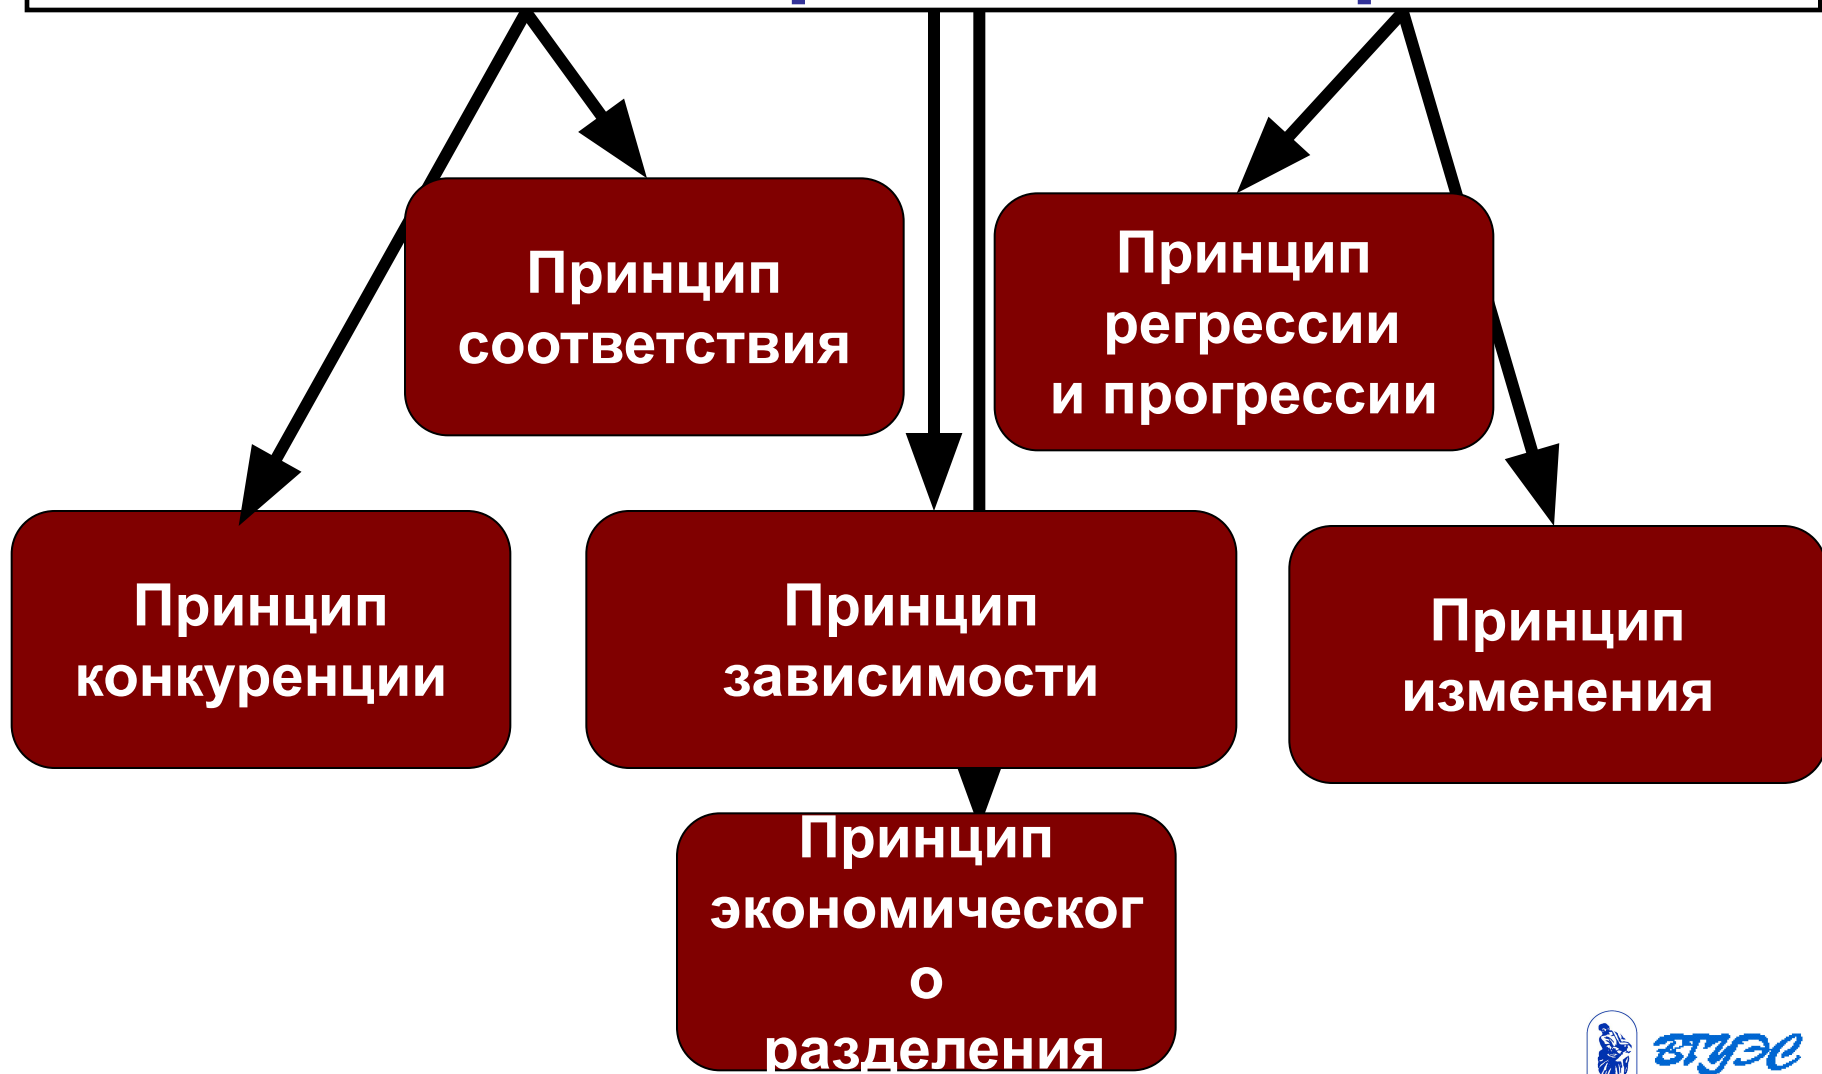 Принцип
соответствия
Принцип
регрессии
и прогрессии
Принцип
конкуренции
Принцип
зависимости
Принцип
изменения
Принцип
экономическог
о
разделения
ВГУЭС